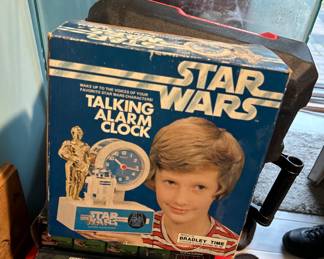 STAR
WARS
WAKE UP TO THE VOICES OF YOUR
FAVORITE STAR WARS CHARACTERS!
TALKING
ALARM
CLOCK
STAR
WARS
BRADLEY TIME